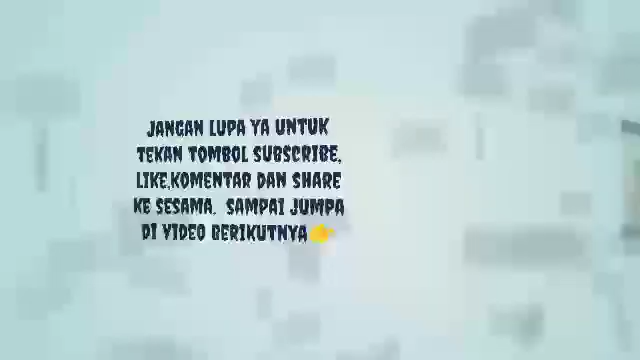 JANGAN LUPA YA UNTUK
TEKAN TOMBOL SUBSCRIBE,
LIKE,KOMENTAR DAN SHARE
KE SESAMA. SAMPAI JUMPA
DI VIDEO BERIKUTNYA👉